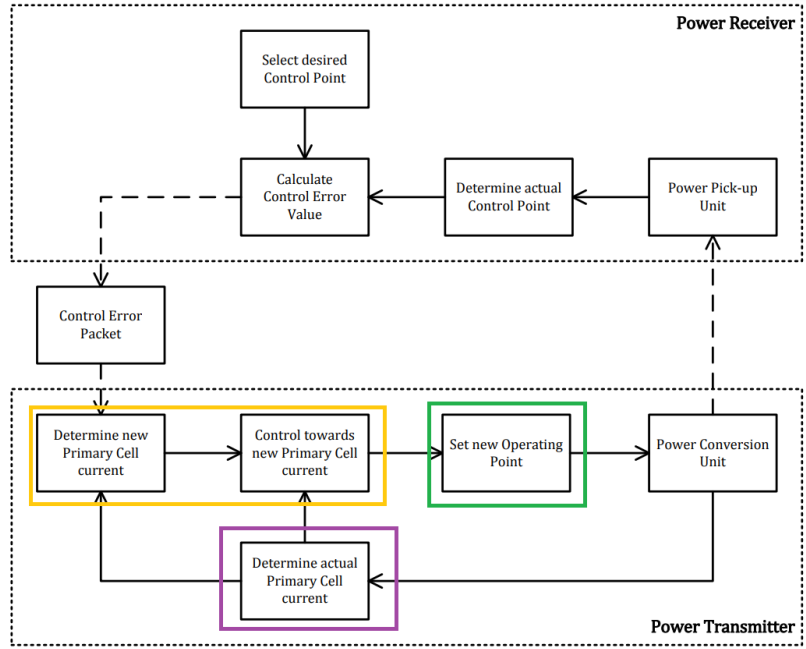 Power Receiver
Select desired
Control Point
Calculate
Control Error
Value
Determine actual
Control Point
Power Pick-up
Unit
Control Error
Packet
Determine new
Primary Cell
current
Control towards
new Primary Cell
current
Set new Operating
Point
Power Conversion
Unit
Determine actual
Primary Cell
current
Power Transmitter